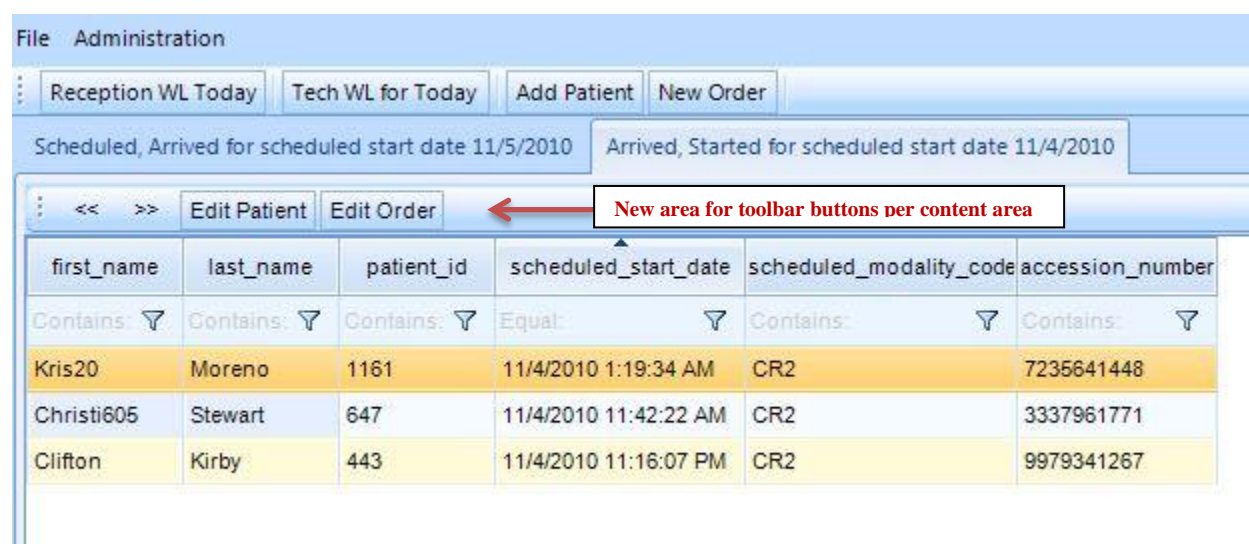 File Administration
Reception WL Today Tech WL for Today Add Patient New Order
Scheduled, Arrived for scheduled start date 11/5/2010 Arrived, Started for scheduled start date 11/4/2010
<< >> Edit Patient Edit Order New area for toolbar buttons per content area
first_name last_name patient_id scheduled_start_date scheduled_modality_code accession_number
Contains: Contains: Contains: Equal: Contains: Contains:
Kris20 Moreno 1161 11/4/2010 1:19:34 AM CR2 7235641448
Christi605 Stewart 647 11/4/2010 11:42:22 AM CR2 3337961771
Clifton Kirby 443 11/4/2010 11:16:07 PM CR2 9979341267